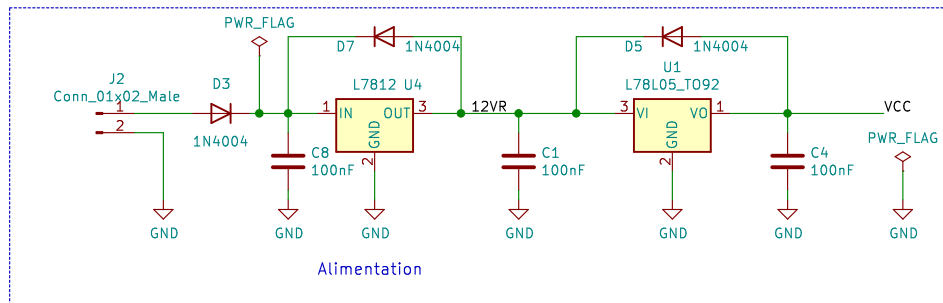 PWR_FLAG
D7
1N4004
D5
1N4004
J2
Conn_01x02_Male
D3
L7812 U4
U1
L78L05_TO92
1
2
1N4004
1
IN
OUT
3
GND
2
12VR
3
VI
VO
1
GND
2
VCC
PWR_FLAG
C8
100nF
C1
100nF
C4
100nF
GND
GND
GND
GND
GND
GND
GND
Alimentation